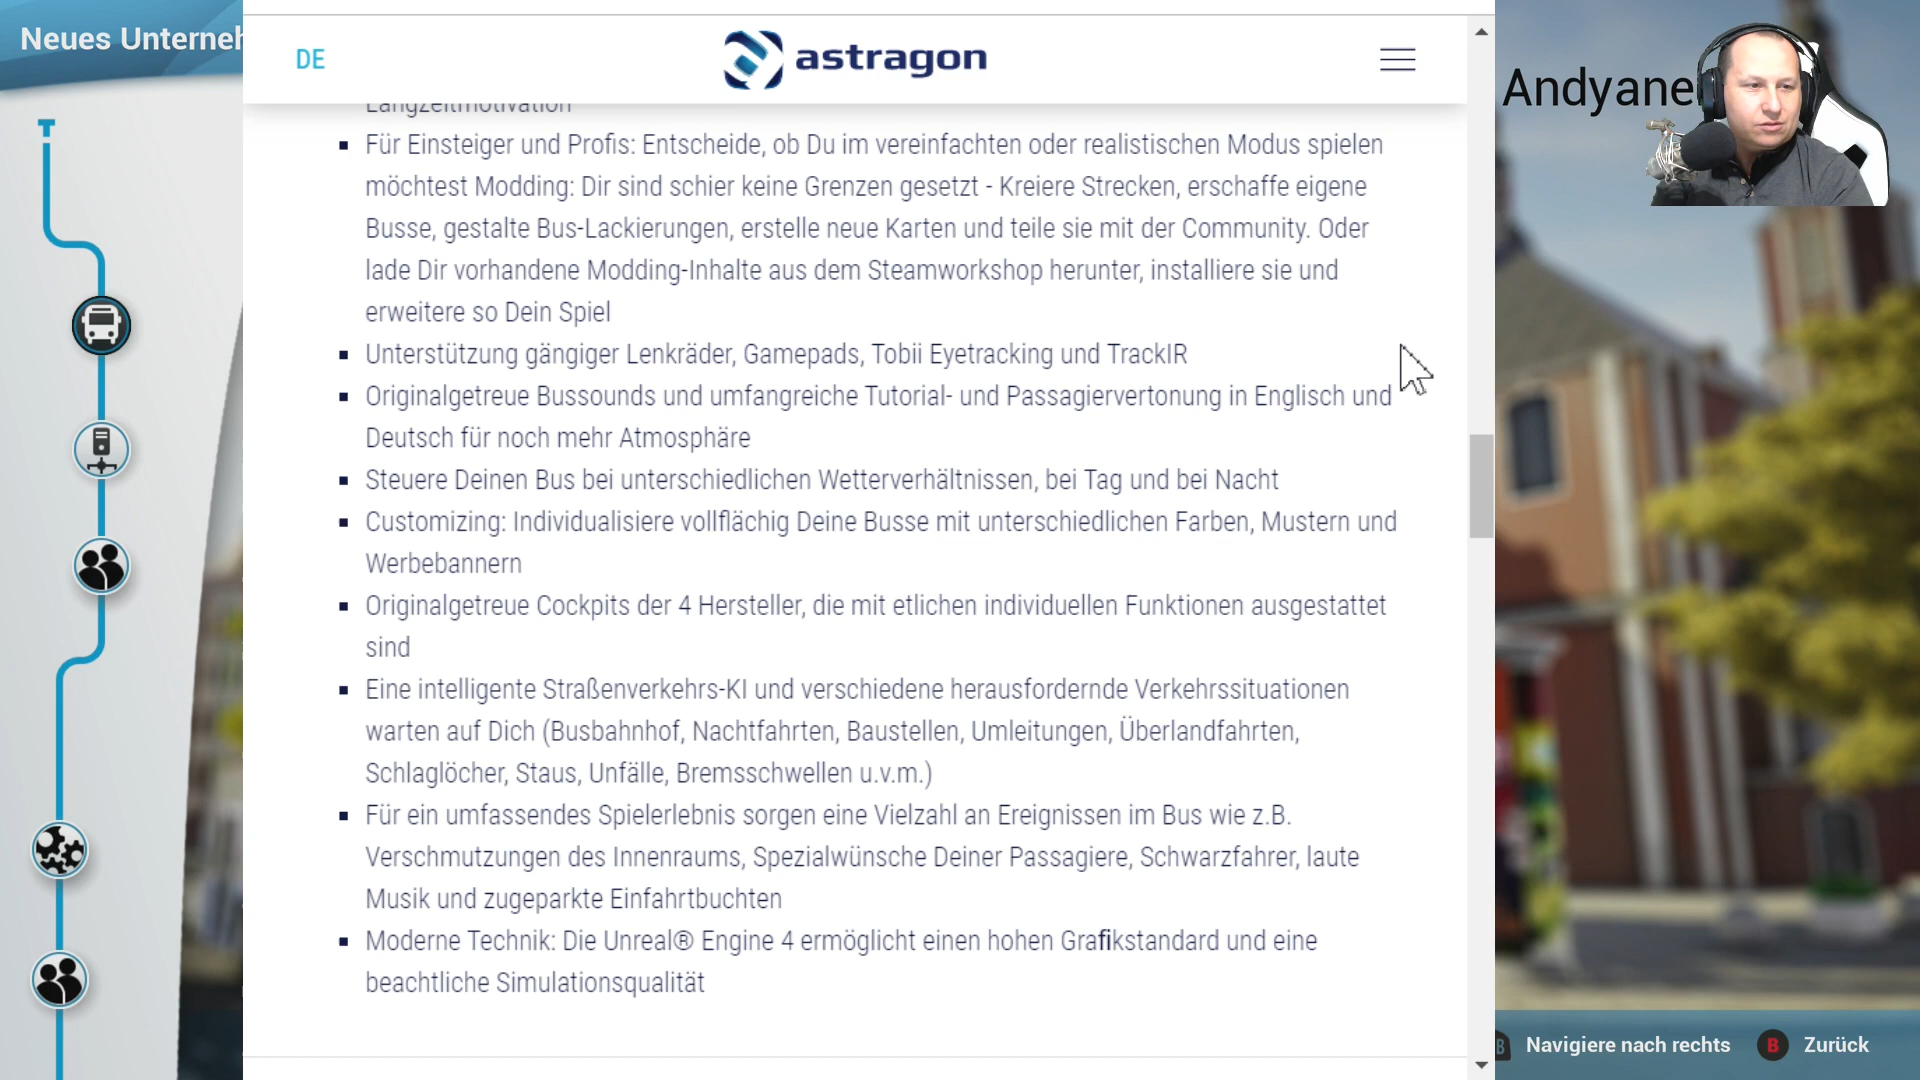 Neues Unterneh
DE
astragon
Andyane
Langzeitmotivation
▪ Für Einsteiger und Profis: Entscheide, ob Du im vereinfachten oder realistischen Modus spielen
möchtest Modding: Dir sind schier keine Grenzen gesetzt - Kreiere Strecken, erschaffe eigene
Busse, gestalte Bus-Lackierungen, erstelle neue Karten und teile sie mit der Community. Oder
lade Dir vorhandene Modding-Inhalte aus dem Steamworkshop herunter, installiere sie und
erweitere so Dein Spiel
▪ Unterstützung gängiger Lenkräder, Gamepads, Tobii Eyetracking und TrackIR
▪ Originalgetreue Bussounds und umfangreiche Tutorial- und Passagiervertonung in Englisch und
Deutsch für noch mehr Atmosphäre
▪ Steuere Deinen Bus bei unterschiedlichen Wetterverhältnissen, bei Tag und bei Nacht
▪ Customizing: Individualisiere vollflächig Deine Busse mit unterschiedlichen Farben, Mustern und
Werbebannern
▪ Originalgetreue Cockpits der 4 Hersteller, die mit etlichen individuellen Funktionen ausgestattet
sind
▪ Eine intelligente Straßenverkehrs-KI und verschiedene herausfordernde Verkehrssituationen
warten auf Dich (Busbahnhof, Nachtfahrten, Baustellen, Umleitungen, Überlandfahrten,
Schlaglöcher, Staus, Unfälle, Bremsschwellen u.v.m.)
▪ Für ein umfassendes Spielerlebnis sorgen eine Vielzahl an Ereignissen im Bus wie z.B.
Verschmutzungen des Innenraums, Spezialwünsche Deiner Passagiere, Schwarzfahrer, laute
Musik und zugeparkte Einfahrtbuchten
▪ Moderne Technik: Die Unreal® Engine 4 ermöglicht einen hohen Grafikstandard und eine
beachtliche Simulationsqualität
B Navigiere nach rechts B Zurück